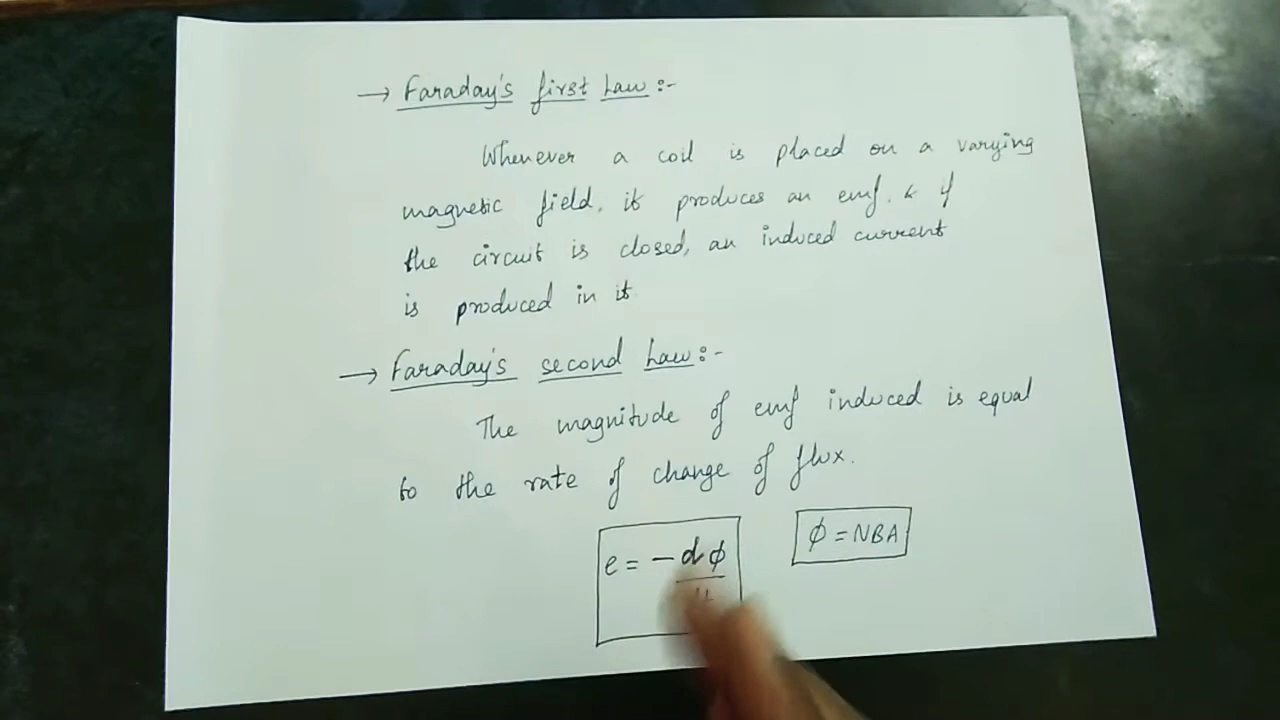 → Faraday's first Law :-
Whenever a coil is placed on a varying
magnetic field, it produces an emf. & if
the circuit is closed, an induced current
is produced in it
→ Faraday's second Law :-
The magnitude of emf induced is equal
to the rate of change of flux.
e = - dϕ
ϕ = NBA